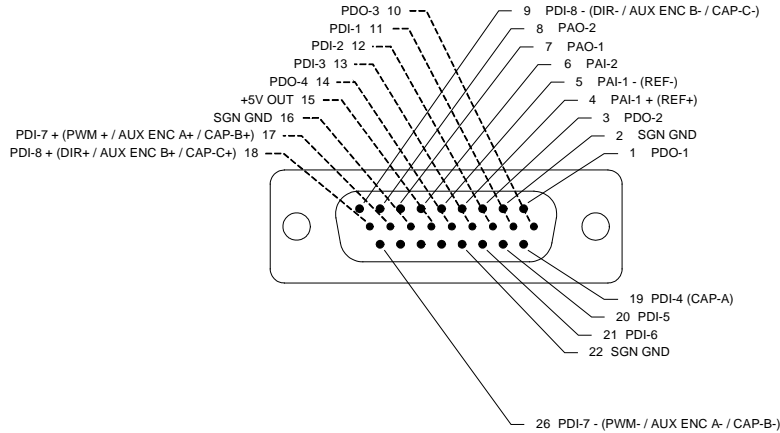 PDO-3 10
PDI-1 11
PDI-2 12
PDI-3 13
PDO-4 14
+5V OUT 15
SGN GND 16
PDI-7 + (PWM + / AUX ENC A+ / CAP-B+) 17
PDI-8 + (DIR+ / AUX ENC B+ / CAP-C+) 18
9 PDI-8 - (DIR- / AUX ENC B- / CAP-C-)
8 PAO-2
7 PAO-1
6 PAI-2
5 PAI-1 - (REF-)
4 PAI-1 + (REF+)
3 PDO-2
2 SGN GND
1 PDO-1
19 PDI-4 (CAP-A)
20 PDI-5
21 PDI-6
22 SGN GND
26 PDI-7 - (PWM- / AUX ENC A- / CAP-B-)